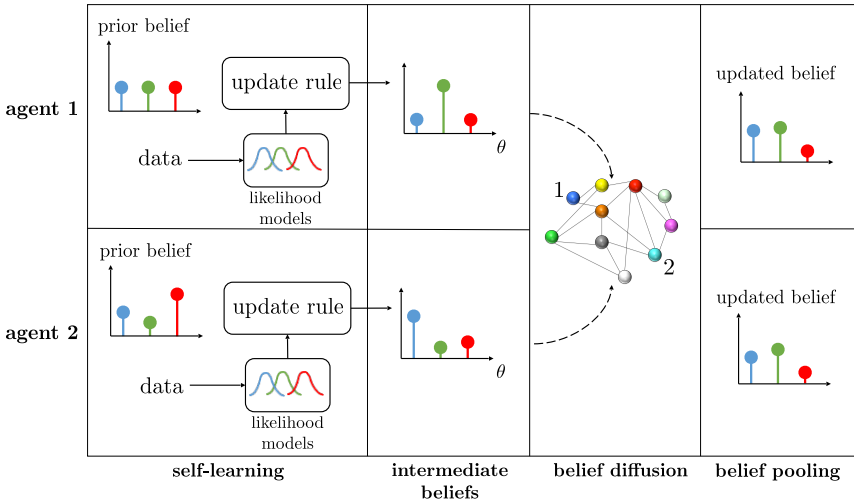 prior belief
update rule
updated belief
agent 1
data
θ
likelihood
models
1
2
prior belief
update rule
updated belief
agent 2
data
θ
likelihood
models
self-learning
intermediate
beliefs
belief diffusion
belief pooling